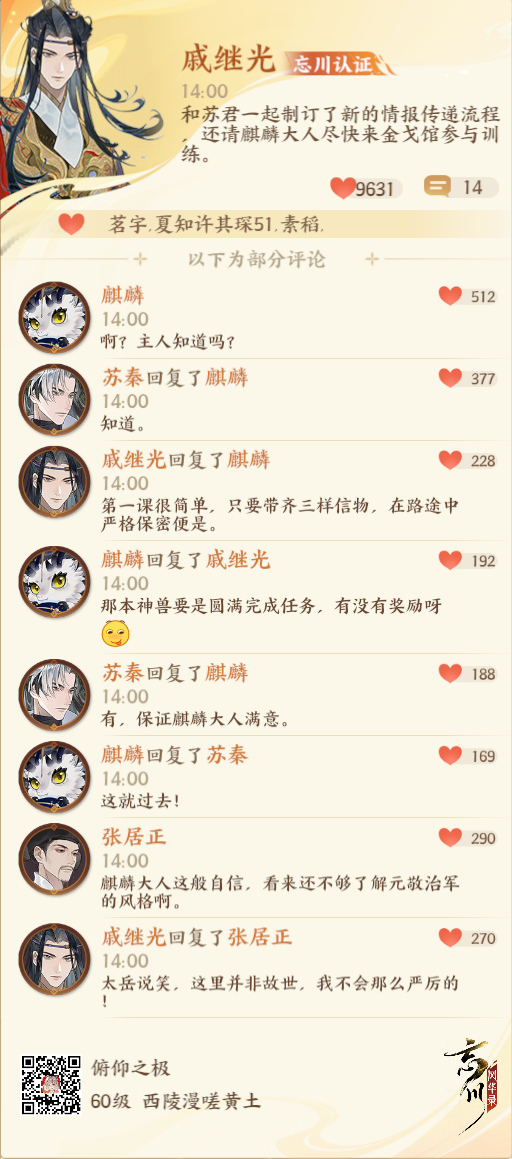 戚继光 忘川认证
14:00
和苏君一起制订了新的情报传递流程
，还请麒麟大人尽快来金戈馆参与训
练。
9631 14
茗字,夏知许其琛51,素稻,
以下为部分评论
麒麟 512
14:00
啊？主人知道吗？
苏秦回复了麒麟 377
14:00
知道。
戚继光回复了麒麟 228
14:00
第一课很简单，只要带齐三样信物，在路途中
严格保密便是。
麒麟回复了戚继光 192
14:00
那本神兽要是圆满完成任务，有没有奖励呀
苏秦回复了麒麟 188
14:00
有，保证麒麟大人满意。
麒麟回复了苏秦 169
14:00
这就过去！
张居正 290
14:00
麒麟大人这般自信，看来还不够了解元敬治军
的风格啊。
戚继光回复了张居正 270
14:00
太岳说笑，这里并非故世，我不会那么严厉的
！
俯仰之极
60级 西陵漫嗟黄土
忘川
风华录